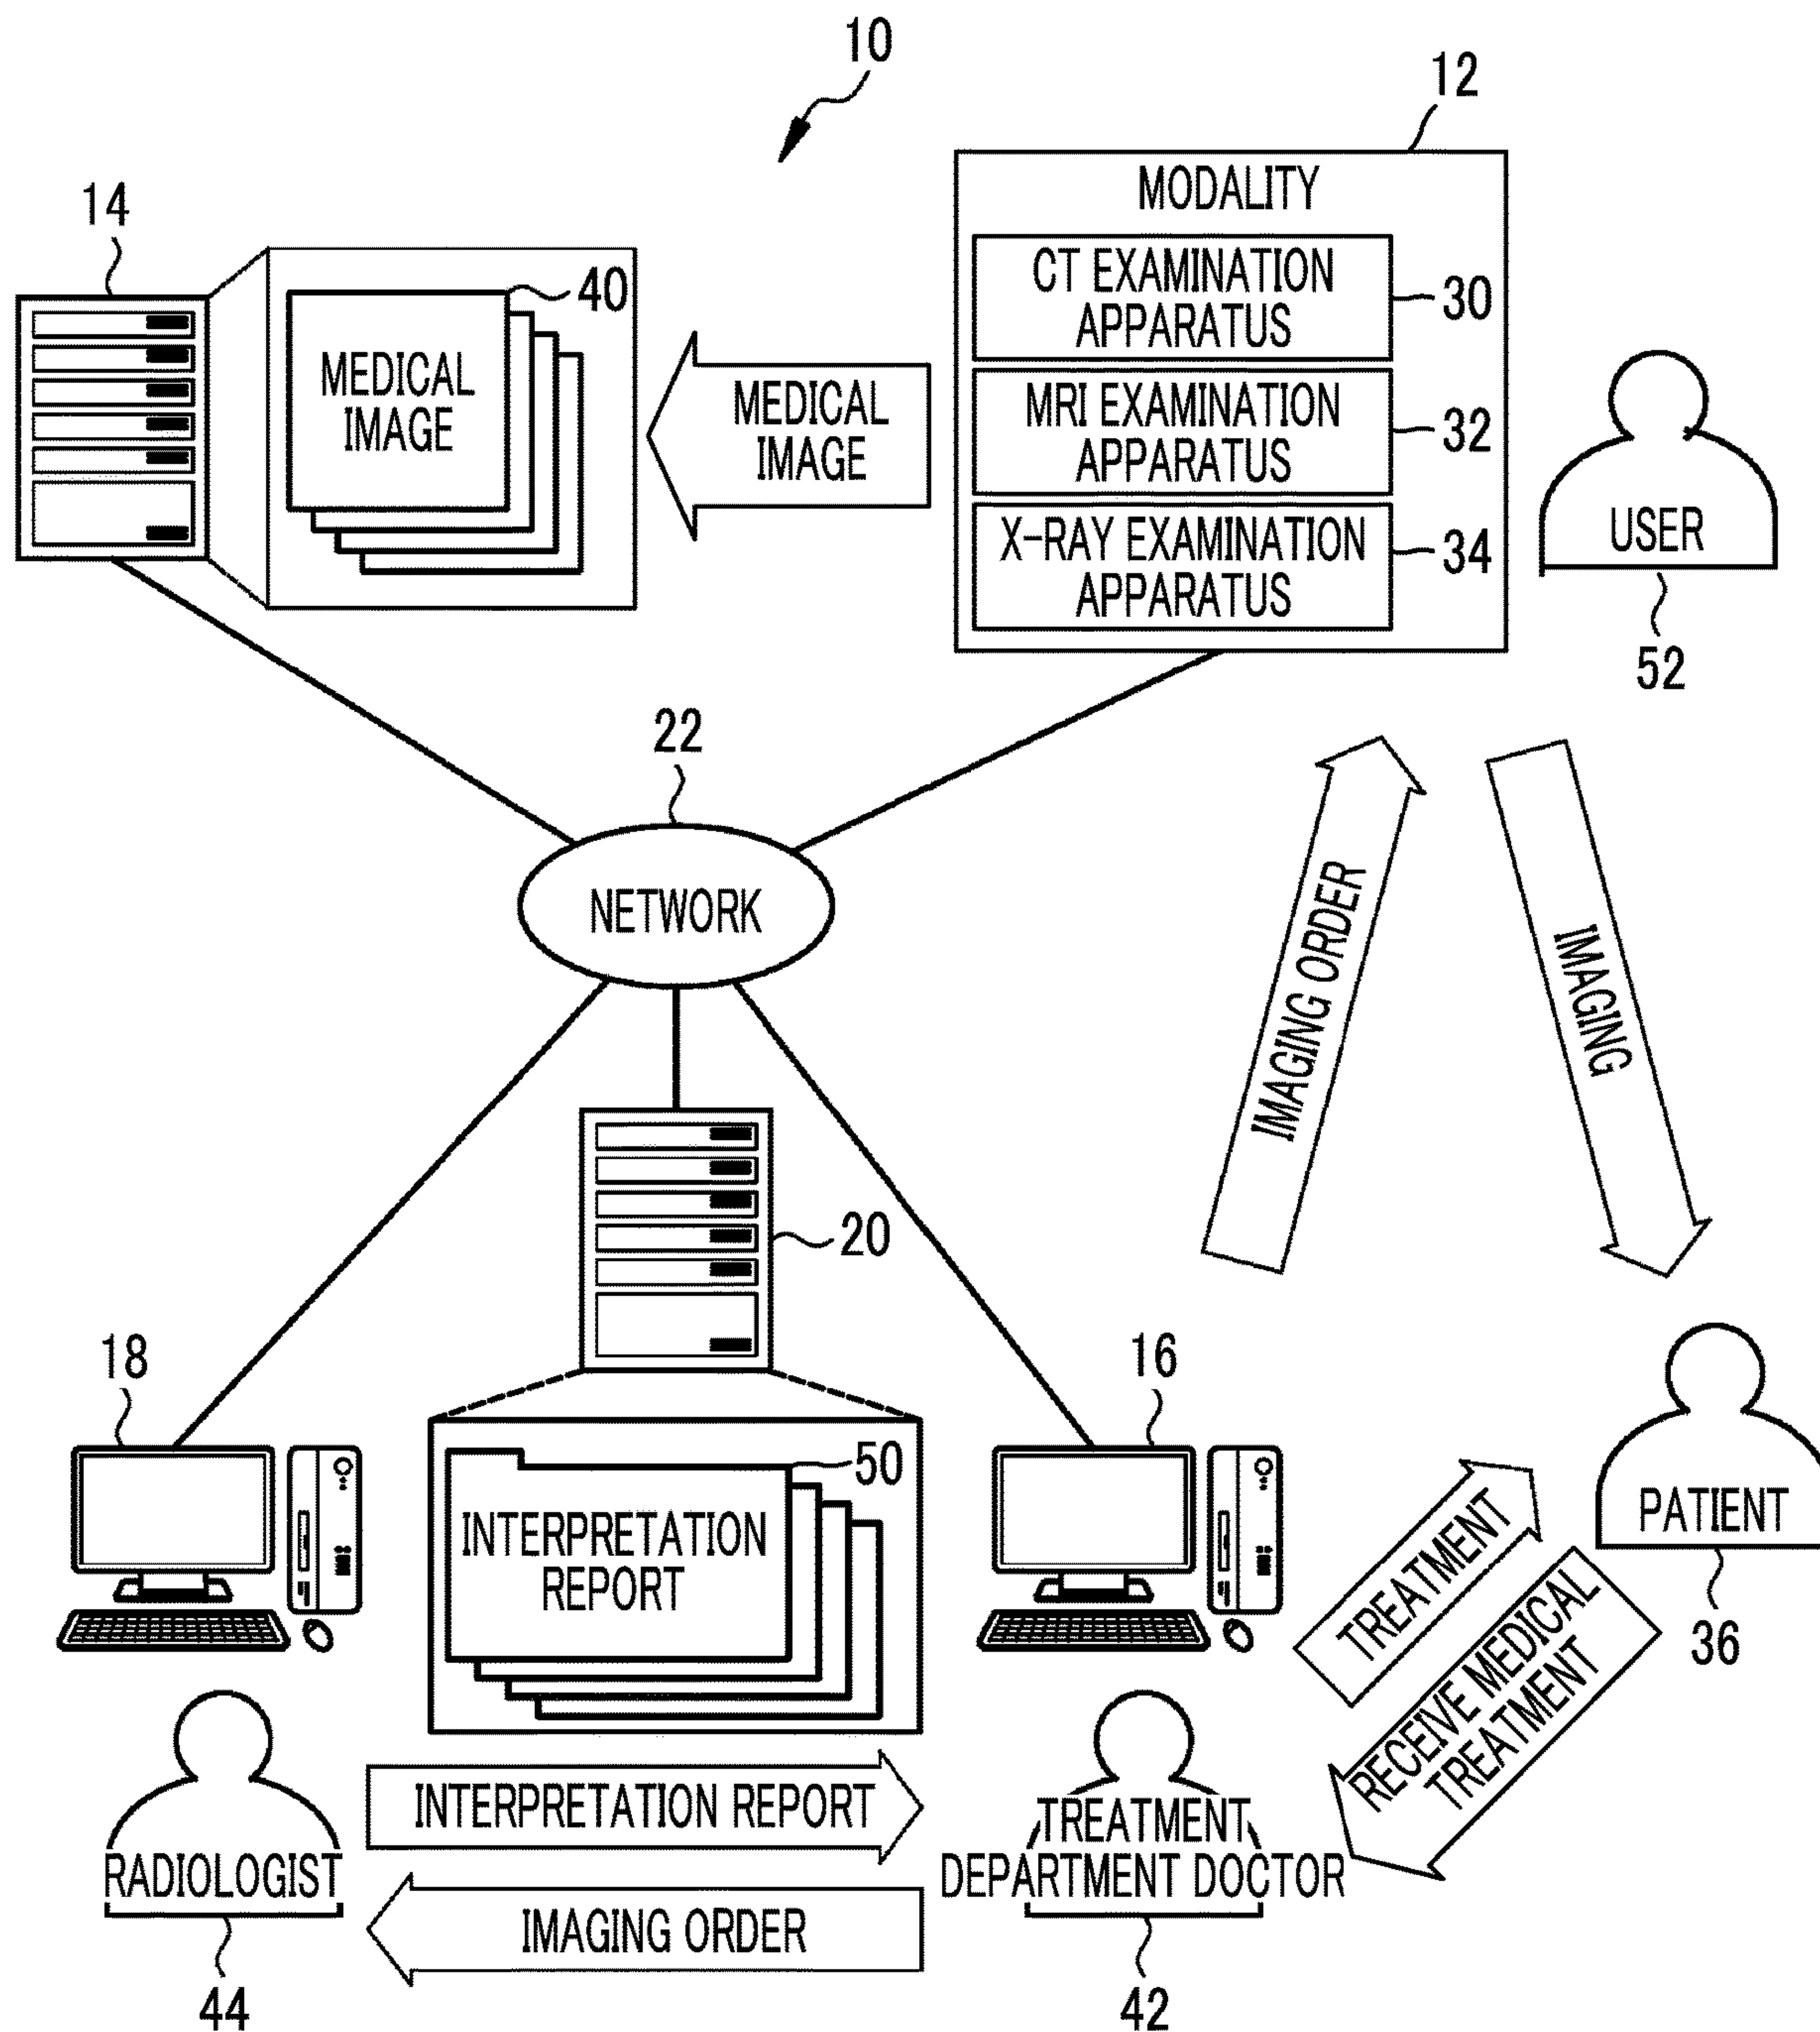 10
12
MODALITY
14
CT EXAMINATION
APPARATUS
30
40
MEDICAL
IMAGE
MEDICAL
IMAGE
MRI EXAMINATION
APPARATUS
32
X-RAY EXAMINATION
APPARATUS
34
USER
52
22
NETWORK
IMAGING ORDER
IMAGING
20
18
16
50
INTERPRETATION
REPORT
PATIENT
36
TREATMENT
RECEIVE MEDICAL
TREATMENT
INTERPRETATION REPORT
TREATMENT
DEPARTMENT DOCTOR
RADIOLOGIST
IMAGING ORDER
44
42